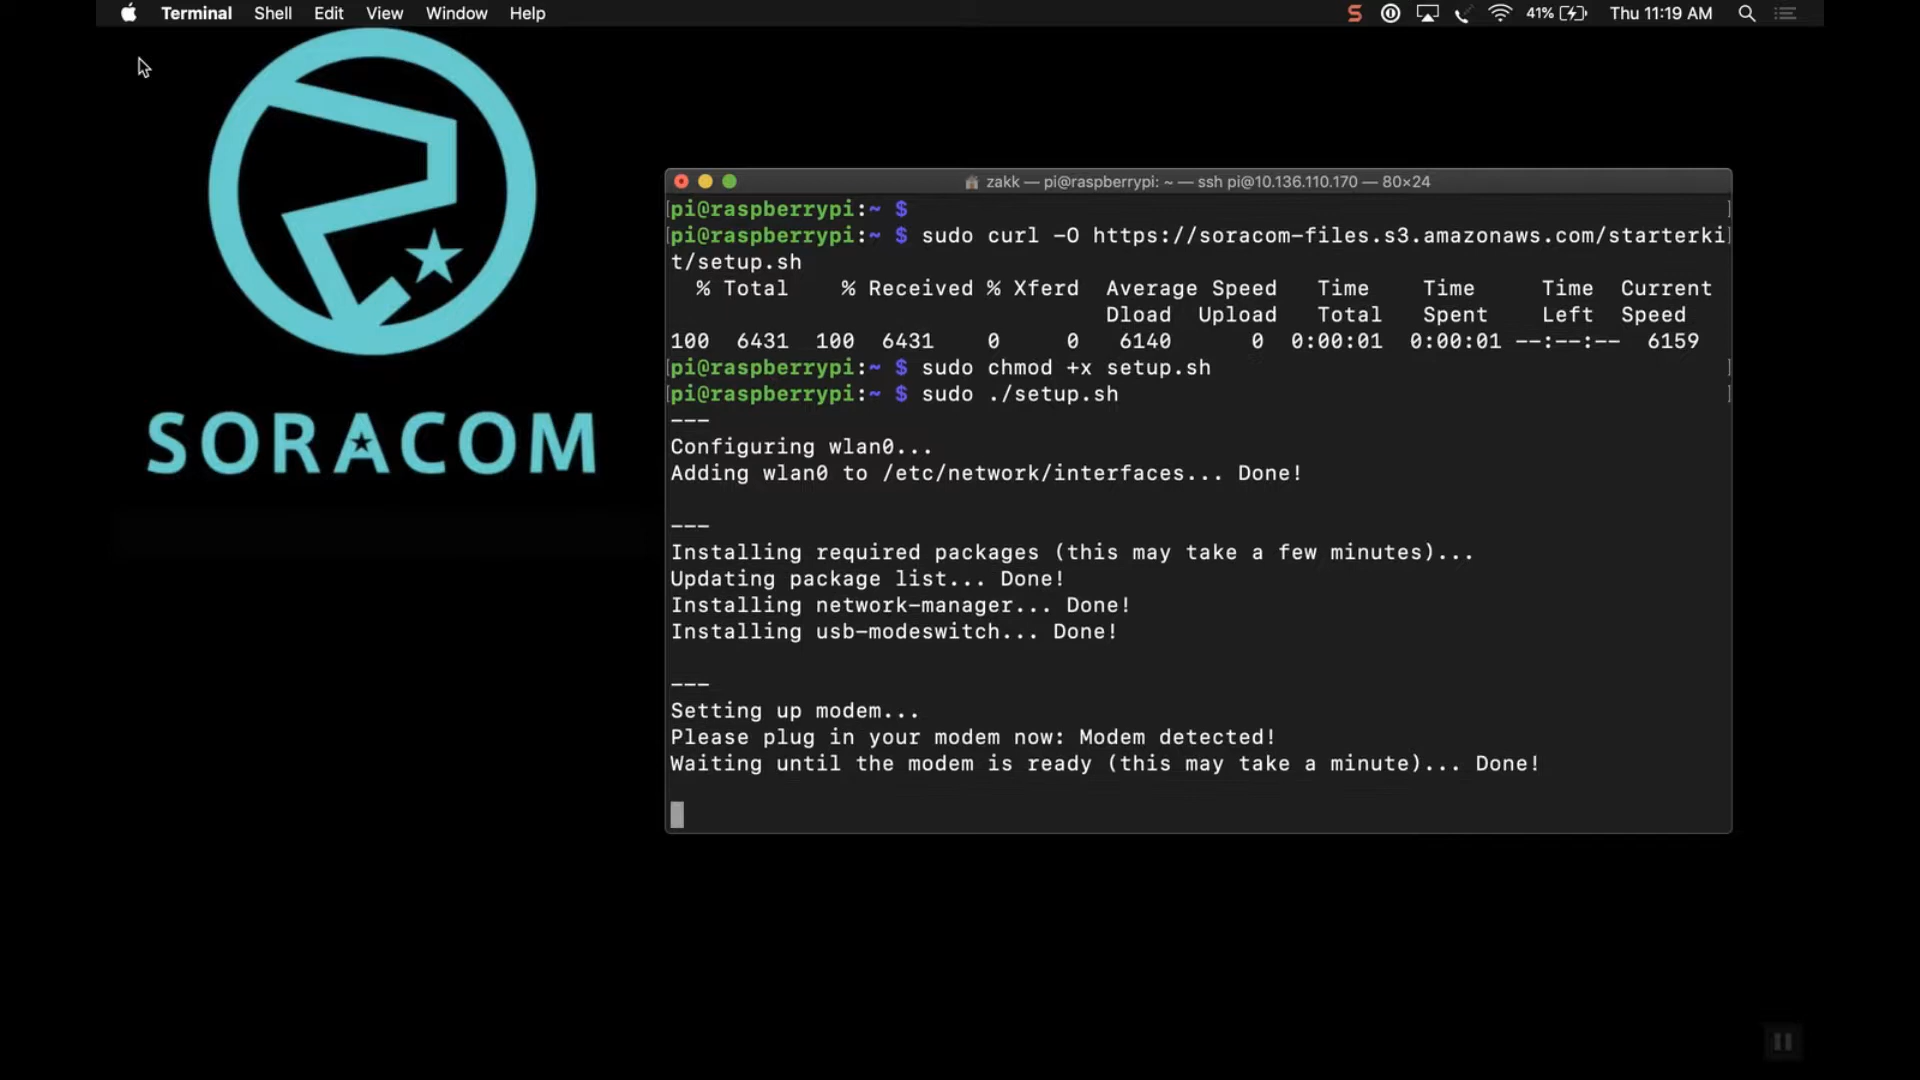 Terminal Shell Edit View Window Help
41% Thu 11:19 AM
SORACOM
zakk — pi@raspberrypi: ~ — ssh pi@10.136.110.170 — 80×24
[pi@raspberrypi:~ $ ]
[pi@raspberrypi:~ $ sudo curl -O https://soracom-files.s3.amazonaws.com/starterki]
t/setup.sh
% Total % Received % Xferd Average Speed Time Time Time Current
Dload Upload Total Spent Left Speed
100 6431 100 6431 0 0 6140 0 0:00:01 0:00:01 --:--:-- 6159
[pi@raspberrypi:~ $ sudo chmod +x setup.sh ]
[pi@raspberrypi:~ $ sudo ./setup.sh ]
---
Configuring wlan0...
Adding wlan0 to /etc/network/interfaces... Done!
---
Installing required packages (this may take a few minutes)...
Updating package list... Done!
Installing network-manager... Done!
Installing usb-modeswitch... Done!
---
Setting up modem...
Please plug in your modem now: Modem detected!
Waiting until the modem is ready (this may take a minute)... Done!